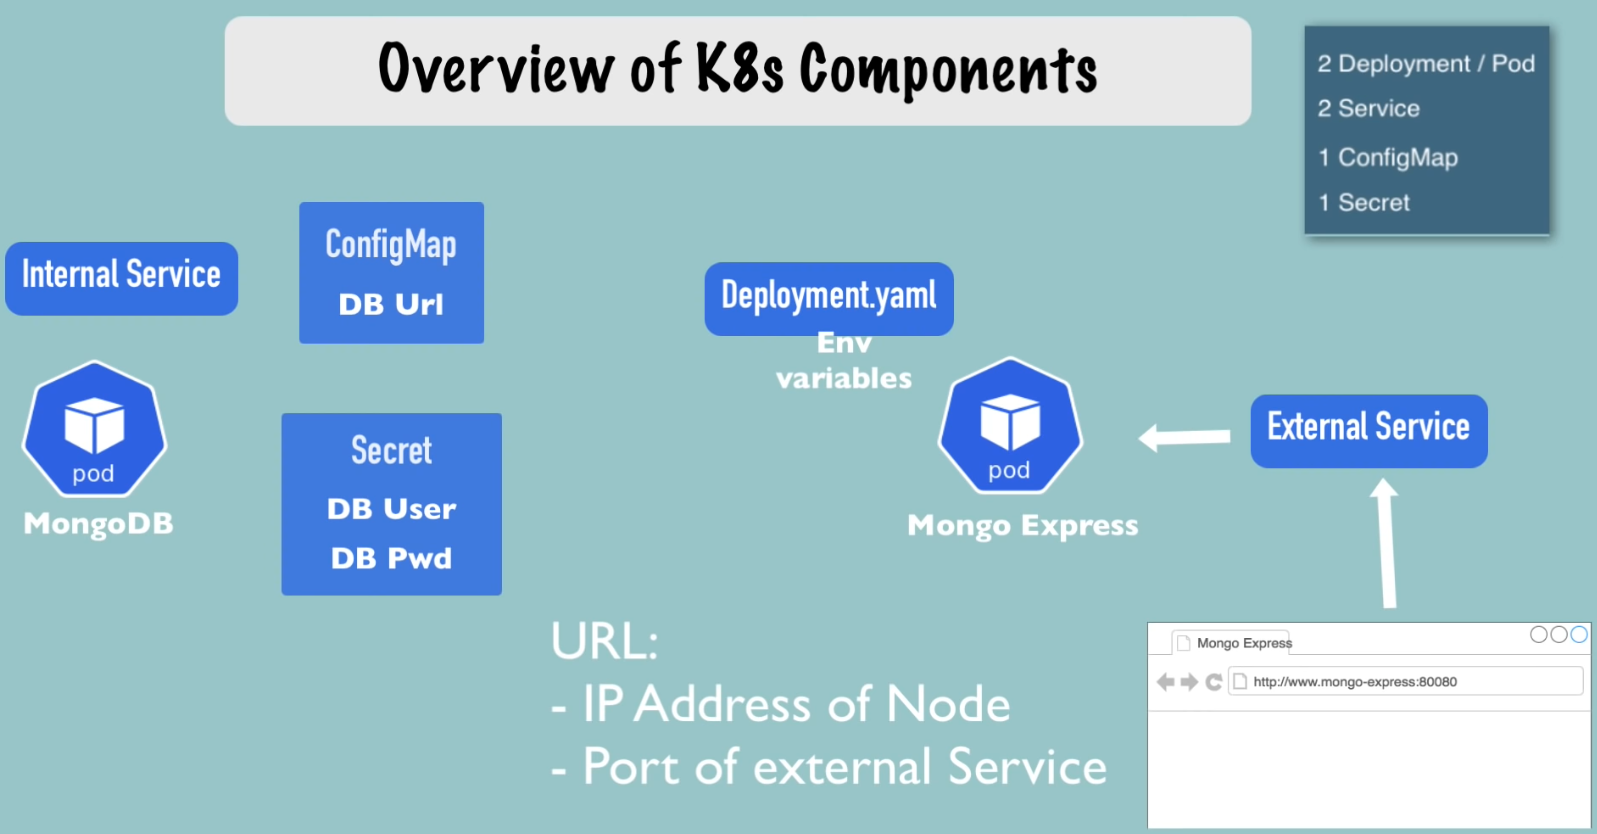 Overview of K8s Components
2 Deployment / Pod
2 Service
1 ConfigMap
1 Secret
Internal Service
pod
MongoDB
ConfigMap
DB Url
Secret
DB User
DB Pwd
Deployment.yaml
Env
variables
pod
Mongo Express
External Service
URL:
- IP Address of Node
- Port of external Service
Mongo Express
http://www.mongo-express:80080